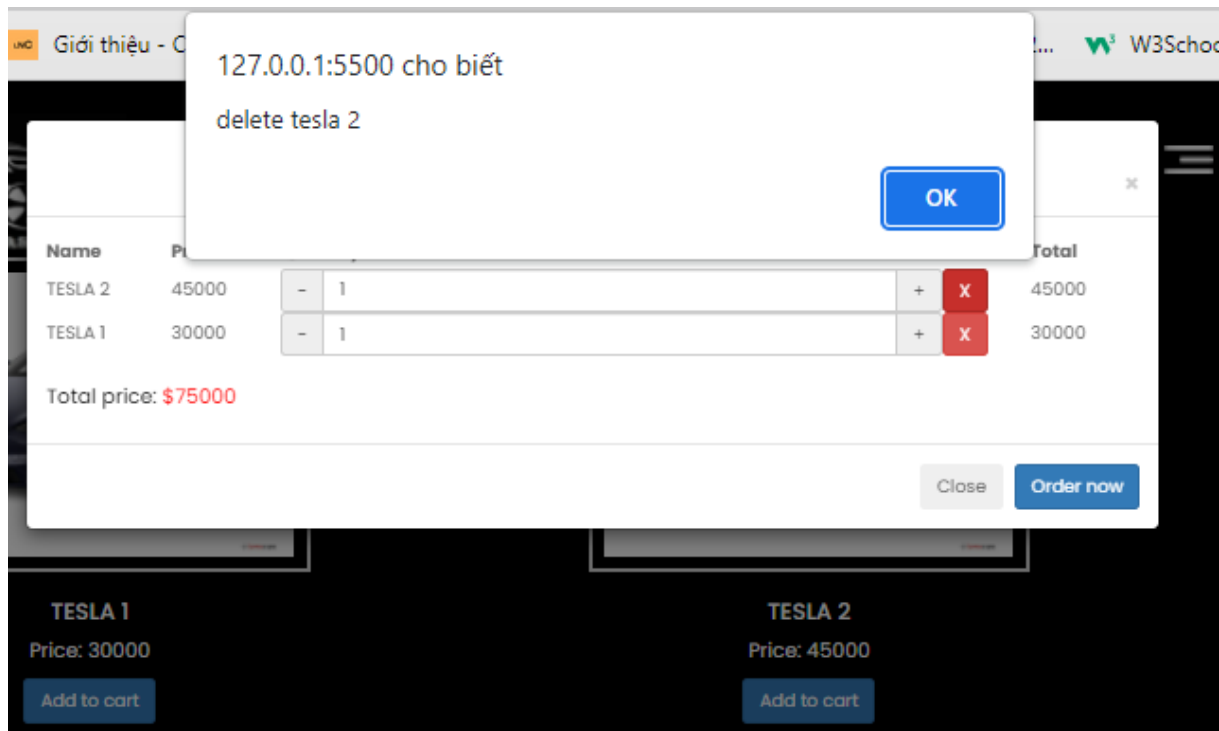 Giới thiệu - C
... W3Schoo
127.0.0.1:5500 cho biết
delete tesla 2
OK
×
Name Total
TESLA 2 45000 - 1 + X 45000
TESLA 1 30000 - 1 + X 30000
Total price: $75000
Close Order now
TESLA 1 TESLA 2
Price: 30000 Price: 45000
Add to cart Add to cart